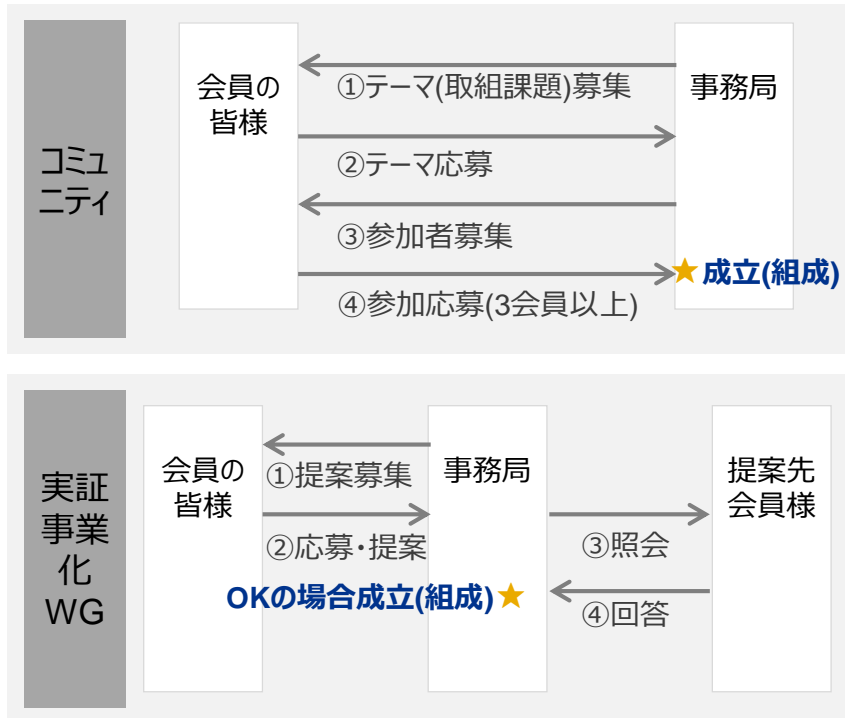 コミュ
ニティ
会員の
皆様
事務局
①テーマ(取組課題)募集
②テーマ応募
③参加者募集
④参加応募(3会員以上)
★成立(組成)
実証
事業
化
WG
会員の
皆様
事務局
提案先
会員様
①提案募集
②応募・提案
③照会
④回答
OKの場合成立(組成)★